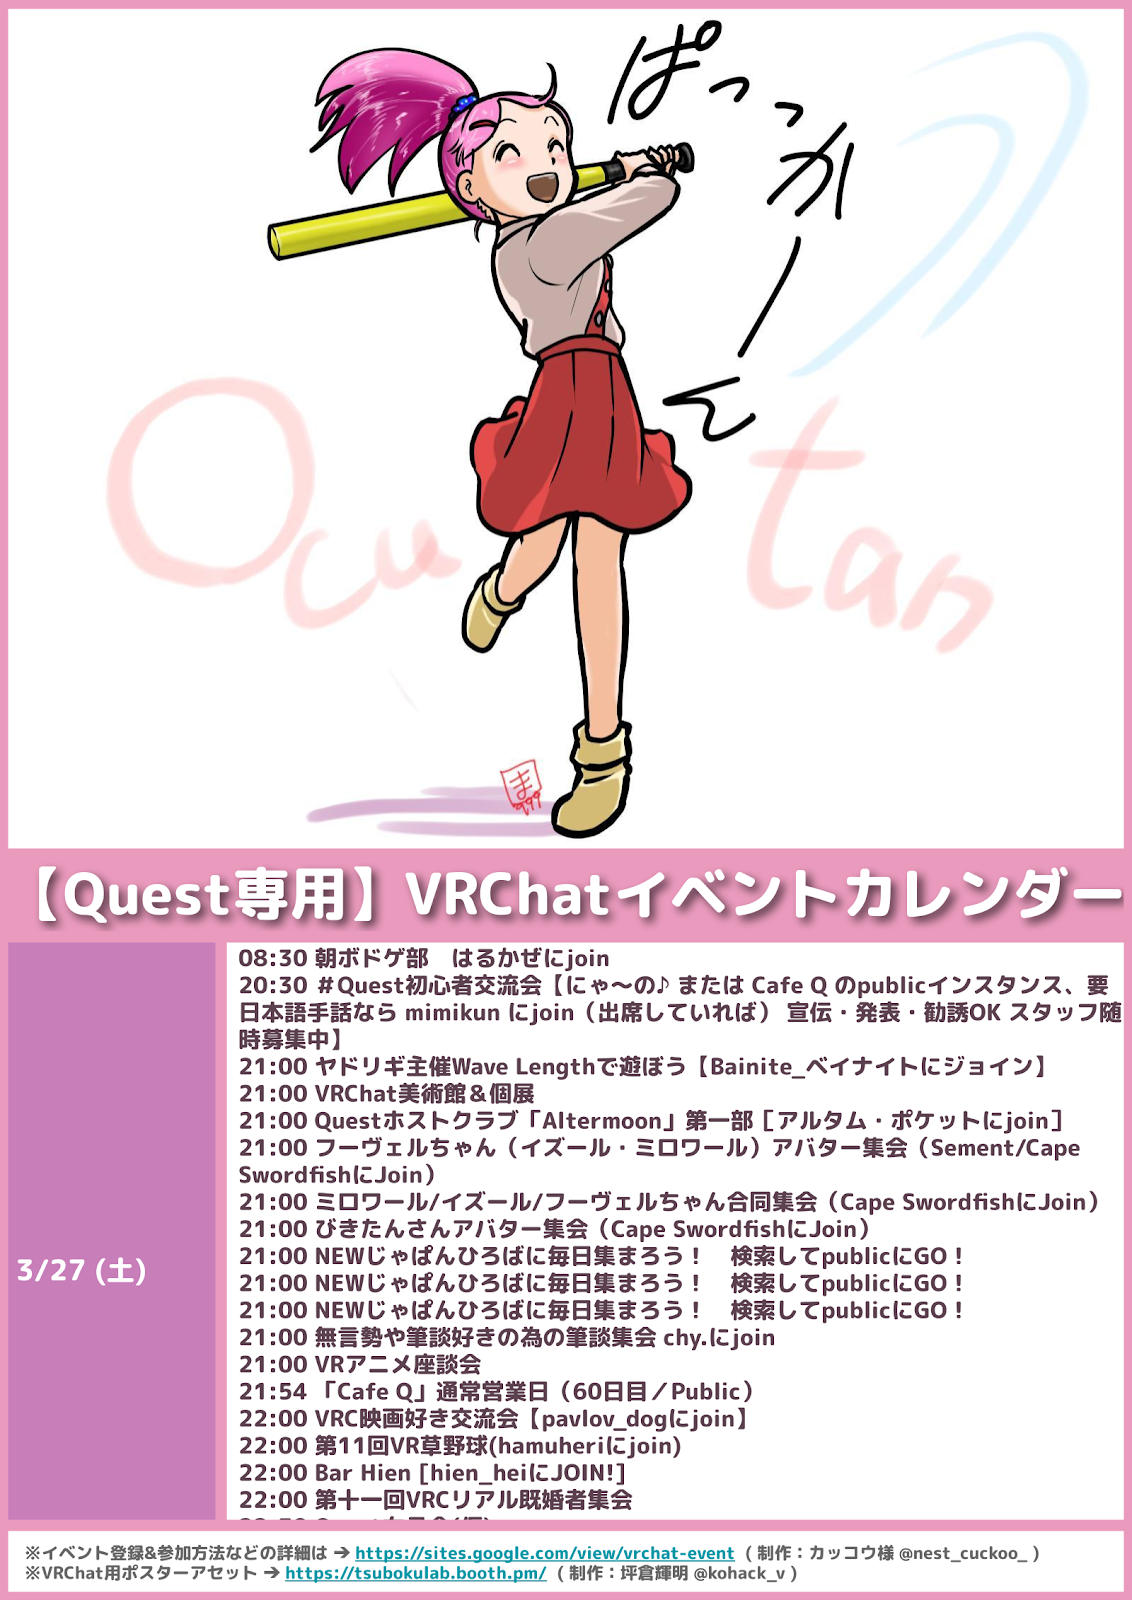 ぱっっかーん
Ocu tan
ま
999
【Quest専用】VRChatイベントカレンダー
3/27 (土)
08:30 朝ボドゲ部　はるかぜにjoin
20:30 ＃Quest初心者交流会【にゃ～の♪ または Cafe Q のpublicインスタンス、要
日本語手話なら mimikun にjoin（出席していれば） 宣伝・発表・勧誘OK スタッフ随
時募集中】
21:00 ヤドリギ主催Wave Lengthで遊ぼう【Bainite_ベイナイトにジョイン】
21:00 VRChat美術館＆個展
21:00 Questホストクラブ「Altermoon」第一部［アルタム・ポケットにjoin］
21:00 フーヴェルちゃん（イズール・ミロワール）アバター集会（Sement/Cape
SwordfishにJoin）
21:00 ミロワール/イズール/フーヴェルちゃん合同集会（Cape SwordfishにJoin）
21:00 びきたんさんアバター集会（Cape SwordfishにJoin）
21:00 NEWじゃぱんひろばに毎日集まろう！　検索してpublicにGO！
21:00 NEWじゃぱんひろばに毎日集まろう！　検索してpublicにGO！
21:00 NEWじゃぱんひろばに毎日集まろう！　検索してpublicにGO！
21:00 無言勢や筆談好きの為の筆談集会 chy.にjoin
21:00 VRアニメ座談会
21:54 「Cafe Q」通常営業日（60日目／Public）
22:00 VRC映画好き交流会【pavlov_dogにjoin】
22:00 第11回VR草野球(hamuheriにjoin)
22:00 Bar Hien [hien_heiにJOIN!]
22:00 第十一回VRCリアル既婚者集会
※イベント登録&参加方法などの詳細は ➔ https://sites.google.com/view/vrchat-event （ 制作：カッコウ様 @nest_cuckoo_ ）
※VRChat用ポスターアセット ➔ https://tsubokulab.booth.pm/ （ 制作：坪倉輝明 @kohack_v ）